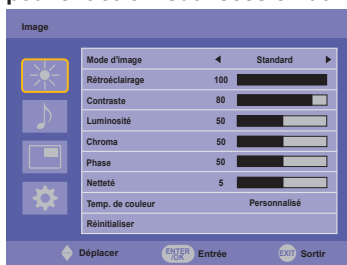 Image
Mode d'image Standard
Rétroéclairage 100
Contraste 80
Luminosité 50
Chroma 50
Phase 50
Netteté 5
Temp. de couleur Personnalisé
Réinitialiser
Déplacer ENTER /OK Entrée EXIT Sortir